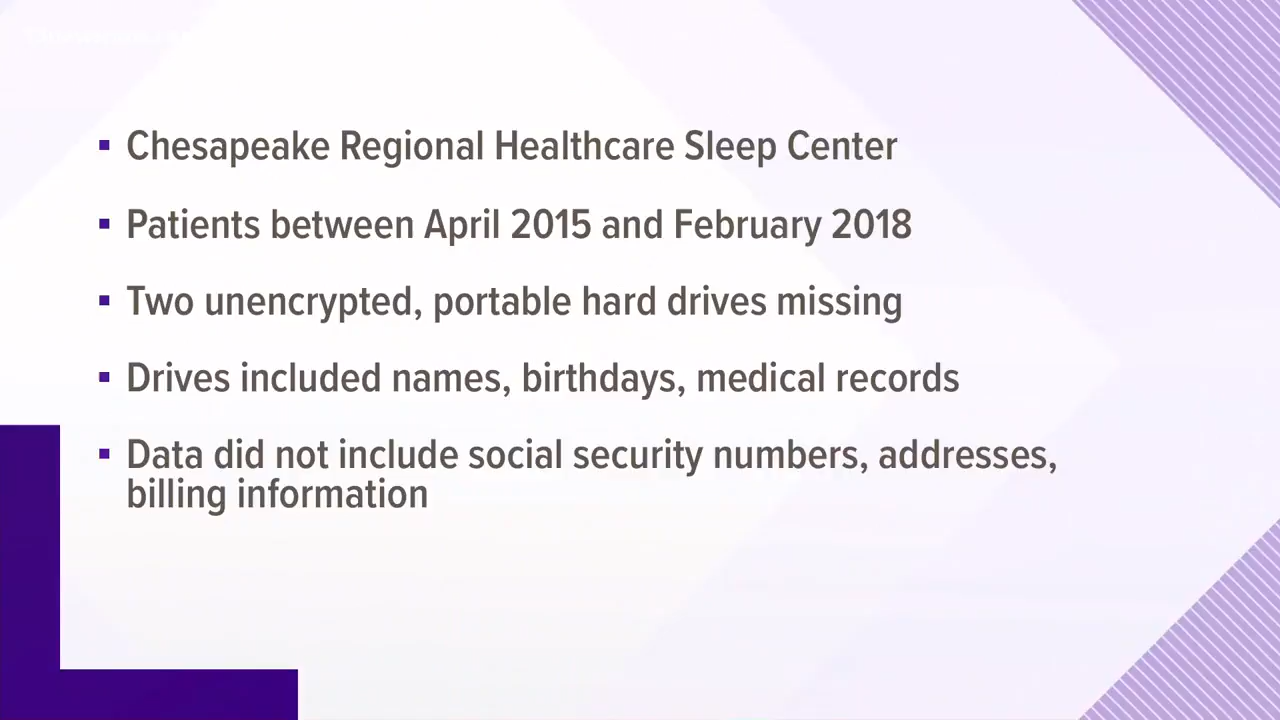 Chesapeake Regional Healthcare Sleep Center
Patients between April 2015 and February 2018
Two unencrypted, portable hard drives missing
Drives included names, birthdays, medical records
Data did not include social security numbers, addresses,
billing information